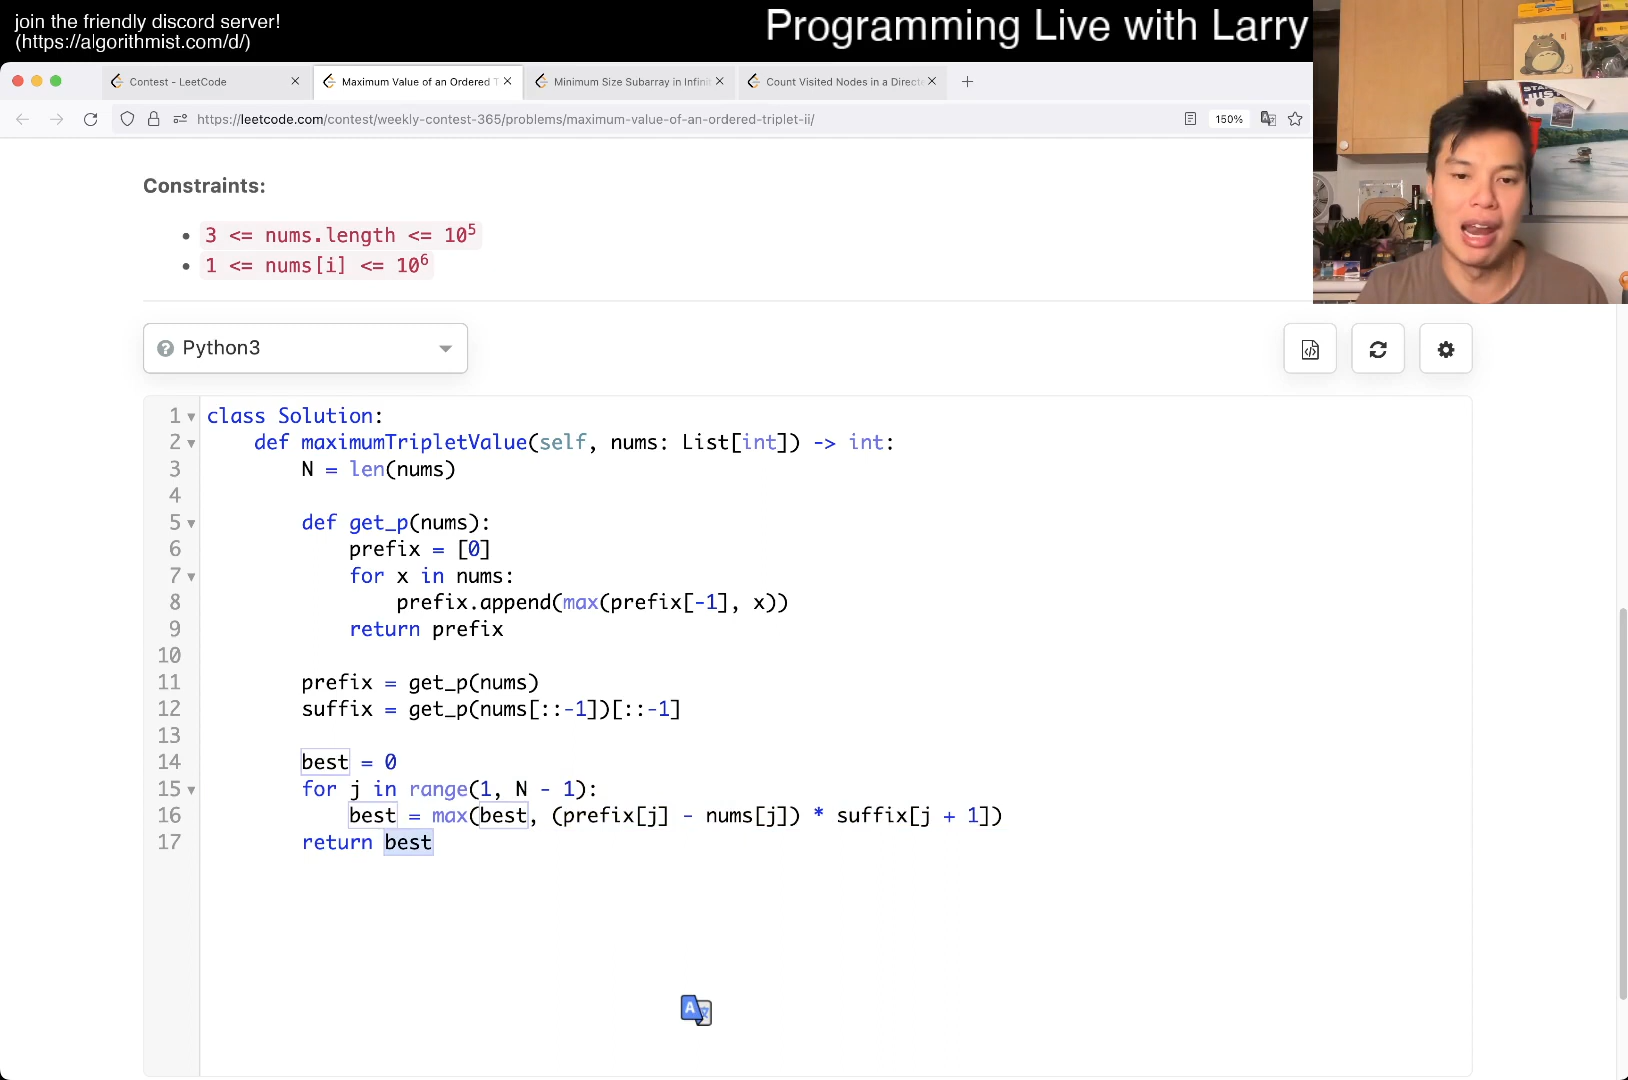 join the friendly discord server!
(https://algorithmist.com/d/)
Programming Live with Larry
Contest - LeetCode
Maximum Value of an Ordered T
Minimum Size Subarray in Infinit
Count Visited Nodes in a Directe
https://leetcode.com/contest/weekly-contest-365/problems/maximum-value-of-an-ordered-triplet-ii/
150%
Constraints:
3 <= nums.length <= 10⁵
1 <= nums[i] <= 10⁶
Python3
1 class Solution:
2 def maximumTripletValue(self, nums: List[int]) -> int:
3 N = len(nums)
4
5 def get_p(nums):
6 prefix = [0]
7 for x in nums:
8 prefix.append(max(prefix[-1], x))
9 return prefix
10
11 prefix = get_p(nums)
12 suffix = get_p(nums[::-1])[::-1]
13
14 best = 0
15 for j in range(1, N - 1):
16 best = max(best, (prefix[j] - nums[j]) * suffix[j + 1])
17 return best